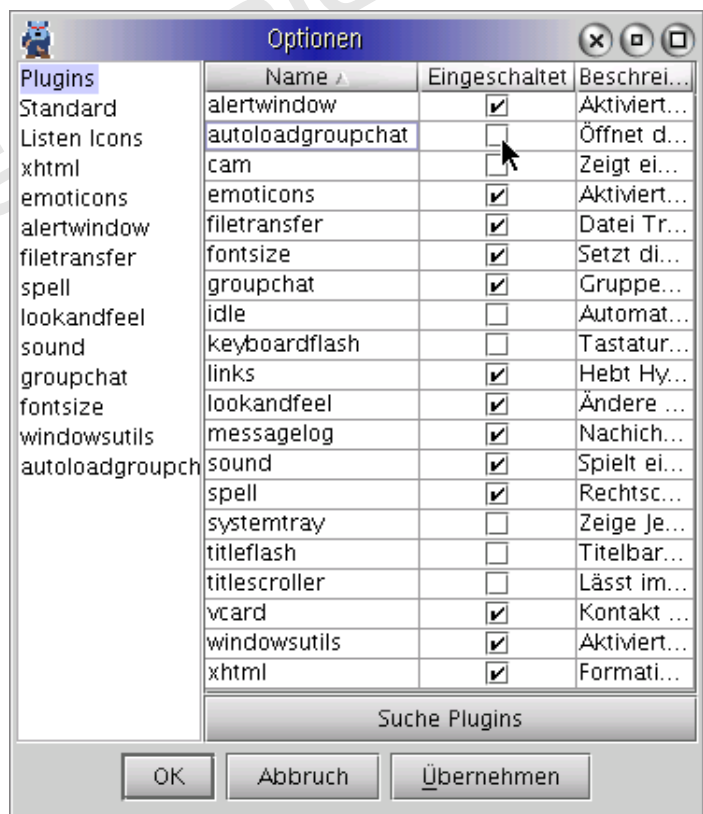 Optionen
Plugins
Standard
Listen Icons
xhtml
emoticons
alertwindow
filetransfer
spell
lookandfeel
sound
groupchat
fontsize
windowsutils
autoloadgroupch
Name Eingeschaltet Beschrei...
alertwindow Aktiviert...
autoloadgroupchat Öffnet d...
cam Zeigt ei...
emoticons Aktiviert...
filetransfer Datei Tr...
fontsize Setzt di...
groupchat Gruppe...
idle Automat...
keyboardflash Tastatur...
links Hebt Hy...
lookandfeel Ändere ...
messagelog Nachich...
sound Spielt ei...
spell Rechtsc...
systemtray Zeige Je...
titleflash Titelbar...
titlescroller Lässt im...
vcard Kontakt ...
windowsutils Aktiviert...
xhtml Formati...
Suche Plugins
OK Abbruch Übernehmen